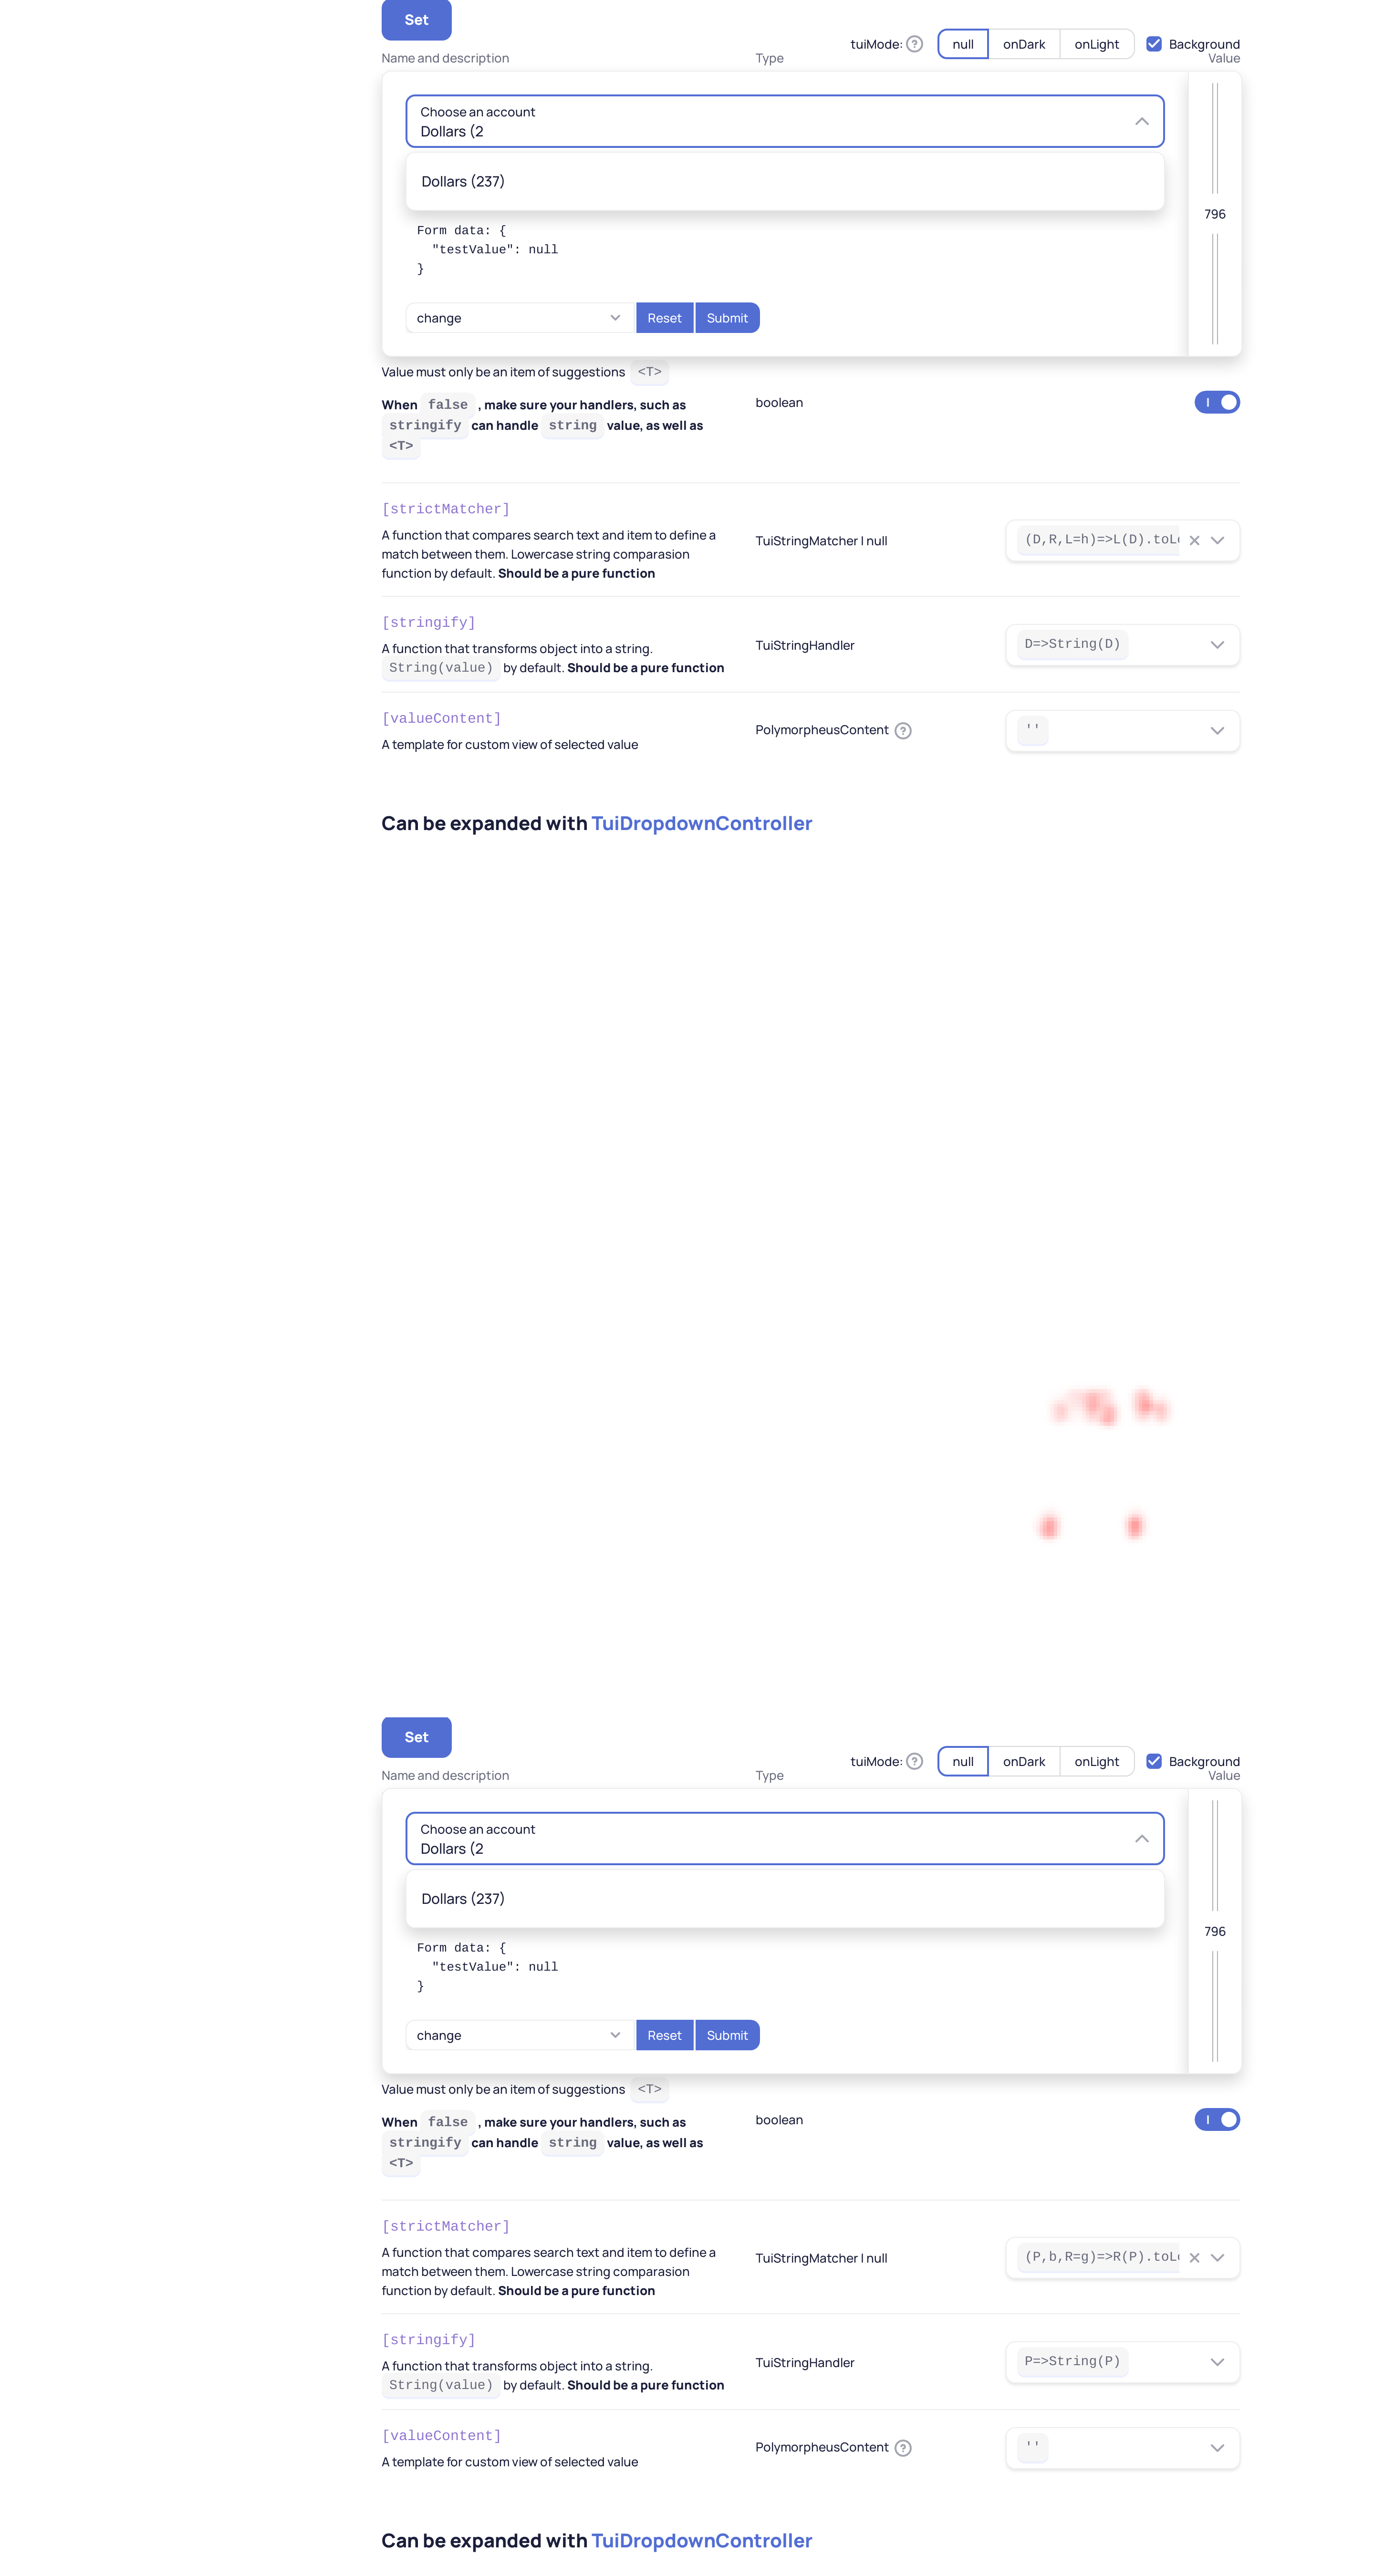 Set
tuiMode: ? null onDark onLight Background
Name and description Type Value
Choose an account
Dollars (2
Dollars (237)
796
Form data: {
"testValue": null
}
change Reset Submit
Value must only be an item of suggestions <T>
When false , make sure your handlers, such as
stringify can handle string value, as well as
<T>
boolean
[strictMatcher]
A function that compares search text and item to define a
match between them. Lowercase string comparasion
function by default. Should be a pure function
TuiStringMatcher | null
(D,R,L=h)=>L(D).toL
[stringify]
A function that transforms object into a string.
String(value) by default. Should be a pure function
TuiStringHandler
D=>String(D)
[valueContent]
A template for custom view of selected value
PolymorpheusContent ?
''
Can be expanded with TuiDropdownController
Set
tuiMode: ? null onDark onLight Background
Name and description Type Value
Choose an account
Dollars (2
Dollars (237)
796
Form data: {
"testValue": null
}
change Reset Submit
Value must only be an item of suggestions <T>
When false , make sure your handlers, such as
stringify can handle string value, as well as
<T>
boolean
[strictMatcher]
A function that compares search text and item to define a
match between them. Lowercase string comparasion
function by default. Should be a pure function
TuiStringMatcher | null
(P,b,R=g)=>R(P).toL
[stringify]
A function that transforms object into a string.
String(value) by default. Should be a pure function
TuiStringHandler
P=>String(P)
[valueContent]
A template for custom view of selected value
PolymorpheusContent ?
''
Can be expanded with TuiDropdownController